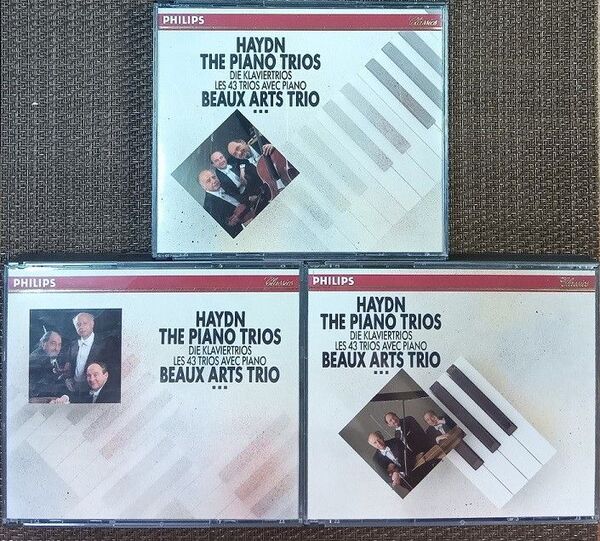 PHILIPS Classics
HAYDN
THE PIANO TRIOS
DIE KLAVIERTRIOS
LES 43 TRIOS AVEC PIANO
BEAUX ARTS TRIO
PHILIPS Classics
HAYDN
THE PIANO TRIOS
DIE KLAVIERTRIOS
LES 43 TRIOS AVEC PIANO
BEAUX ARTS TRIO
PHILIPS Classics
HAYDN
THE PIANO TRIOS
DIE KLAVIERTRIOS
LES 43 TRIOS AVEC PIANO
BEAUX ARTS TRIO